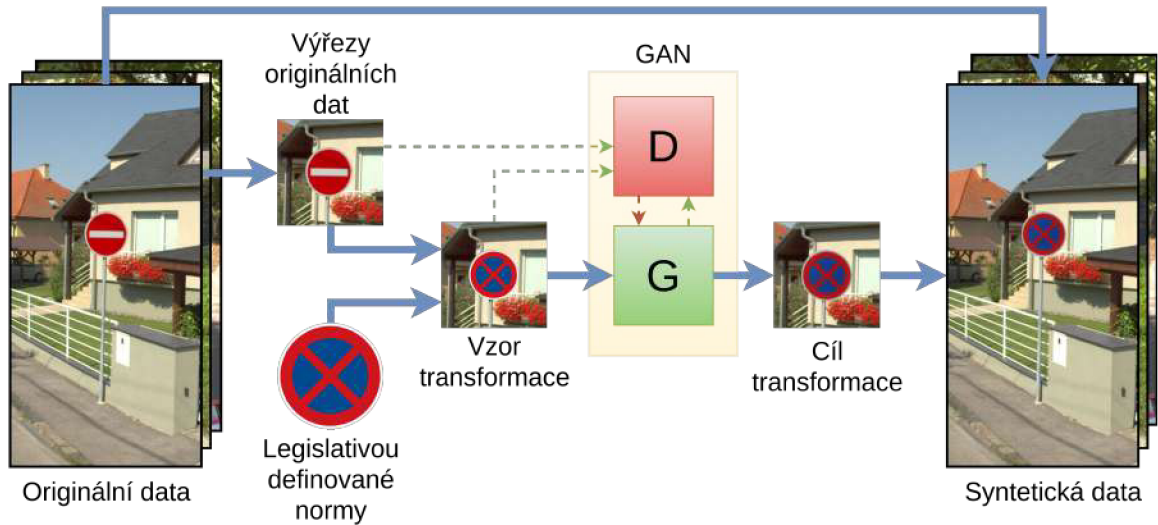 Výřezy
originálních
dat
GAN
D
G
Vzor
transformace
Cíl
transformace
Legislativou
definované
normy
Originální data
Syntetická data